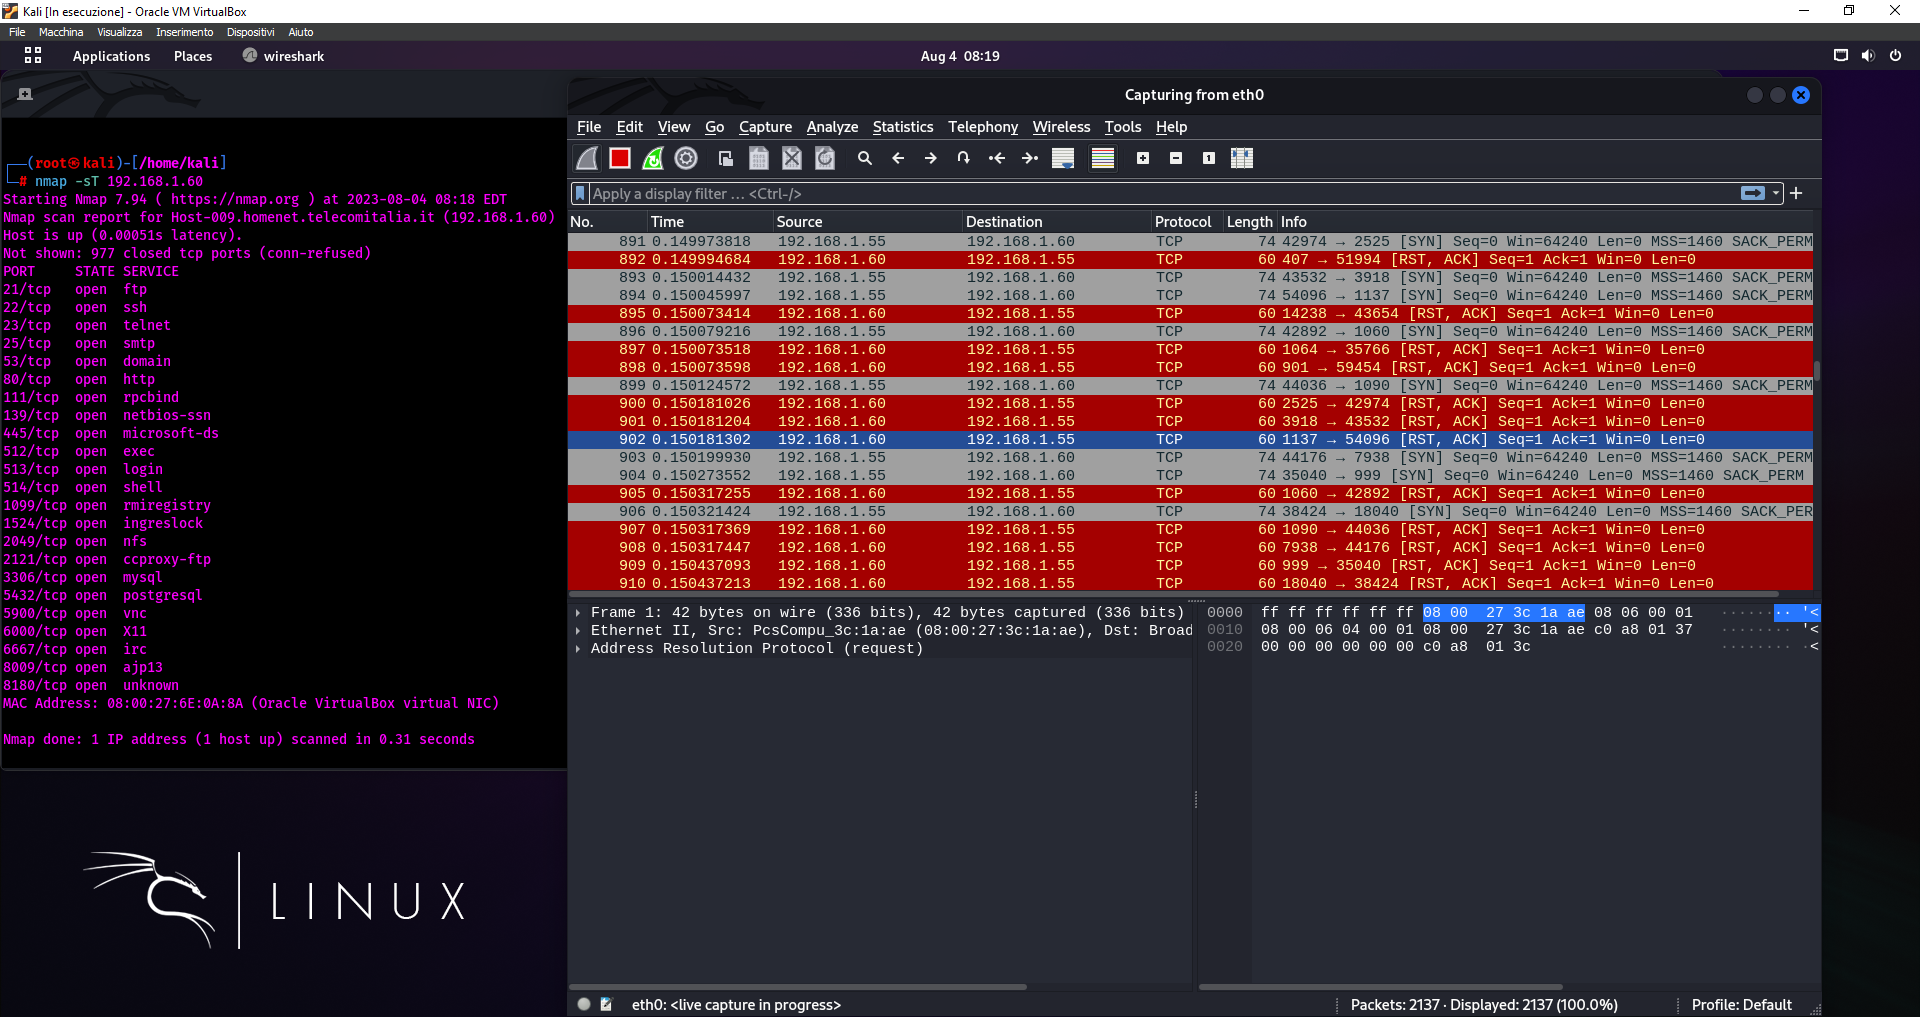 Kali [In esecuzione] - Oracle VM VirtualBox
File Macchina Visualizza Inserimento Dispositivi Aiuto
Applications Places wireshark Aug 4 08:19
┌──(root㉿kali)-[/home/kali]
└─# nmap -sT 192.168.1.60
Starting Nmap 7.94 ( https://nmap.org ) at 2023-08-04 08:18 EDT
Nmap scan report for Host-009.homenet.telecomitalia.it (192.168.1.60)
Host is up (0.00051s latency).
Not shown: 977 closed tcp ports (conn-refused)
PORT STATE SERVICE
21/tcp open ftp
22/tcp open ssh
23/tcp open telnet
25/tcp open smtp
53/tcp open domain
80/tcp open http
111/tcp open rpcbind
139/tcp open netbios-ssn
445/tcp open microsoft-ds
512/tcp open exec
513/tcp open login
514/tcp open shell
1099/tcp open rmiregistry
1524/tcp open ingreslock
2049/tcp open nfs
2121/tcp open ccproxy-ftp
3306/tcp open mysql
5432/tcp open postgresql
5900/tcp open vnc
6000/tcp open X11
6667/tcp open irc
8009/tcp open ajp13
8180/tcp open unknown
MAC Address: 08:00:27:6E:0A:8A (Oracle VirtualBox virtual NIC)
Nmap done: 1 IP address (1 host up) scanned in 0.31 seconds
LINUX
Capturing from eth0
File Edit View Go Capture Analyze Statistics Telephony Wireless Tools Help
Apply a display filter … <Ctrl-/>
No. Time Source Destination Protocol Length Info
891 0.149973818 192.168.1.55 192.168.1.60 TCP 74 42974 → 2525 [SYN] Seq=0 Win=64240 Len=0 MSS=1460 SACK_PERM
892 0.149994684 192.168.1.60 192.168.1.55 TCP 60 407 → 51994 [RST, ACK] Seq=1 Ack=1 Win=0 Len=0
893 0.150014432 192.168.1.55 192.168.1.60 TCP 74 43532 → 3918 [SYN] Seq=0 Win=64240 Len=0 MSS=1460 SACK_PERM
894 0.150045997 192.168.1.55 192.168.1.60 TCP 74 54096 → 1137 [SYN] Seq=0 Win=64240 Len=0 MSS=1460 SACK_PERM
895 0.150073414 192.168.1.60 192.168.1.55 TCP 60 14238 → 43654 [RST, ACK] Seq=1 Ack=1 Win=0 Len=0
896 0.150079216 192.168.1.55 192.168.1.60 TCP 74 42892 → 1060 [SYN] Seq=0 Win=64240 Len=0 MSS=1460 SACK_PERM
897 0.150073518 192.168.1.60 192.168.1.55 TCP 60 1064 → 35766 [RST, ACK] Seq=1 Ack=1 Win=0 Len=0
898 0.150073598 192.168.1.60 192.168.1.55 TCP 60 901 → 59454 [RST, ACK] Seq=1 Ack=1 Win=0 Len=0
899 0.150124572 192.168.1.55 192.168.1.60 TCP 74 44036 → 1090 [SYN] Seq=0 Win=64240 Len=0 MSS=1460 SACK_PERM
900 0.150181026 192.168.1.60 192.168.1.55 TCP 60 2525 → 42974 [RST, ACK] Seq=1 Ack=1 Win=0 Len=0
901 0.150181204 192.168.1.60 192.168.1.55 TCP 60 3918 → 43532 [RST, ACK] Seq=1 Ack=1 Win=0 Len=0
902 0.150181302 192.168.1.60 192.168.1.55 TCP 60 1137 → 54096 [RST, ACK] Seq=1 Ack=1 Win=0 Len=0
903 0.150199930 192.168.1.55 192.168.1.60 TCP 74 44176 → 7938 [SYN] Seq=0 Win=64240 Len=0 MSS=1460 SACK_PERM
904 0.150273552 192.168.1.55 192.168.1.60 TCP 74 35040 → 999 [SYN] Seq=0 Win=64240 Len=0 MSS=1460 SACK_PERM
905 0.150317255 192.168.1.60 192.168.1.55 TCP 60 1060 → 42892 [RST, ACK] Seq=1 Ack=1 Win=0 Len=0
906 0.150321424 192.168.1.55 192.168.1.60 TCP 74 38424 → 18040 [SYN] Seq=0 Win=64240 Len=0 MSS=1460 SACK_PER
907 0.150317369 192.168.1.60 192.168.1.55 TCP 60 1090 → 44036 [RST, ACK] Seq=1 Ack=1 Win=0 Len=0
908 0.150317447 192.168.1.60 192.168.1.55 TCP 60 7938 → 44176 [RST, ACK] Seq=1 Ack=1 Win=0 Len=0
909 0.150437093 192.168.1.60 192.168.1.55 TCP 60 999 → 35040 [RST, ACK] Seq=1 Ack=1 Win=0 Len=0
910 0.150437213 192.168.1.60 192.168.1.55 TCP 60 18040 → 38424 [RST, ACK] Seq=1 Ack=1 Win=0 Len=0
Frame 1: 42 bytes on wire (336 bits), 42 bytes captured (336 bits)
Ethernet II, Src: PcsCompu_3c:1a:ae (08:00:27:3c:1a:ae), Dst: Broad
Address Resolution Protocol (request)
0000 ff ff ff ff ff ff 08 00 27 3c 1a ae 08 06 00 01 ········ '<
0010 08 00 06 04 00 01 08 00 27 3c 1a ae c0 a8 01 37 ········ '<
0020 00 00 00 00 00 00 c0 a8 01 3c ········ ·<
eth0: <live capture in progress> Packets: 2137 · Displayed: 2137 (100.0%) Profile: Default